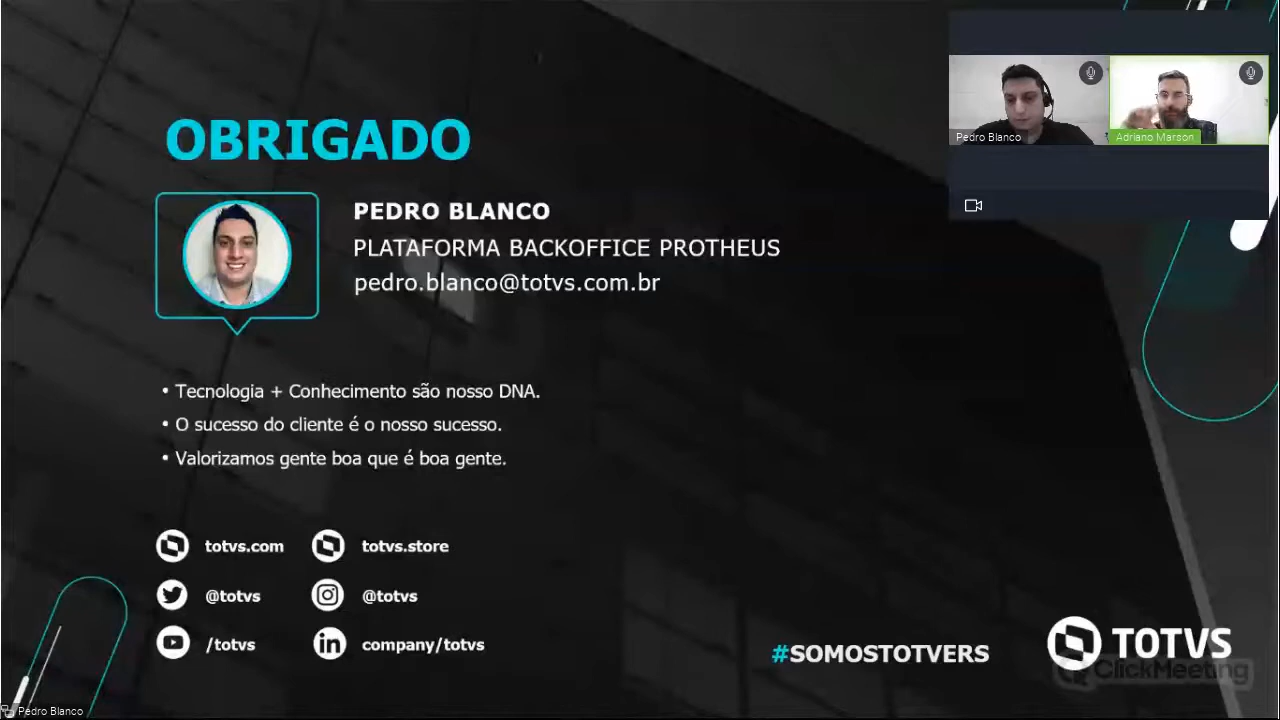 OBRIGADO
PEDRO BLANCO
PLATAFORMA BACKOFFICE PROTHEUS
pedro.blanco@totvs.com.br
Pedro Blanco
Adriano Marson
• Tecnologia + Conhecimento são nosso DNA.
• O sucesso do cliente é o nosso sucesso.
• Valorizamos gente boa que é boa gente.
totvs.com
totvs.store
@totvs
@totvs
/totvs
company/totvs
#SOMOSTOTVERS
TOTVS
ClickMeeting
Pedro Blanco